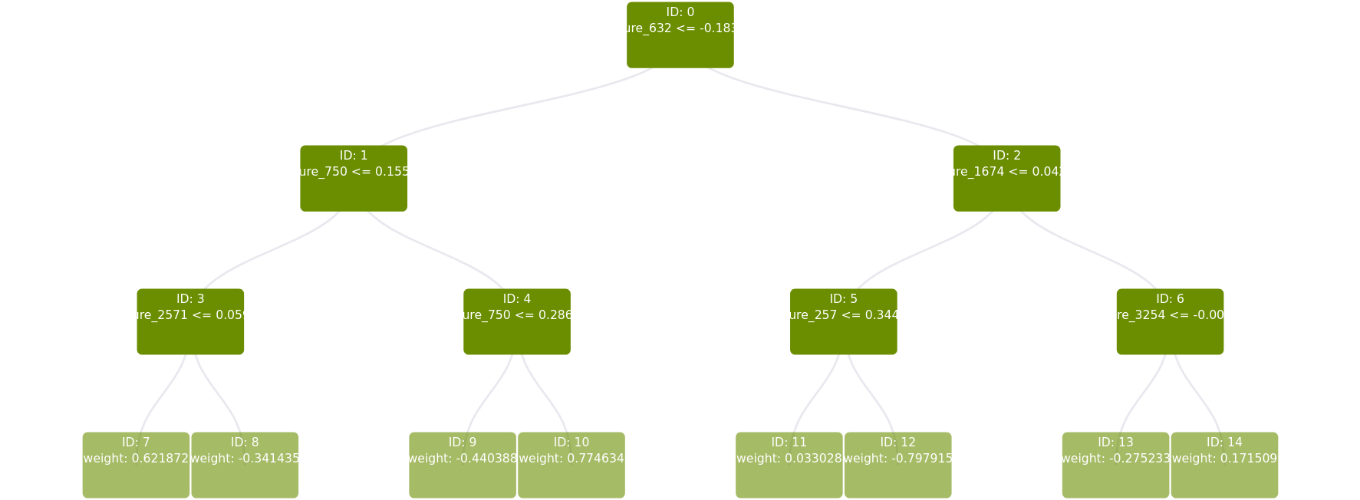 ID: 0
ure_632 <= -0.183
ID: 1
ure_750 <= 0.155
ID: 2
ure_1674 <= 0.042
ID: 3
ure_2571 <= 0.059
ID: 4
ure_750 <= 0.286
ID: 5
ure_257 <= 0.344
ID: 6
re_3254 <= -0.00
ID: 7
weight: 0.621872
ID: 8
weight: -0.341435
ID: 9
weight: -0.440388
ID: 10
weight: 0.774634
ID: 11
weight: 0.033028
ID: 12
weight: -0.797915
ID: 13
weight: -0.275233
ID: 14
weight: 0.171509